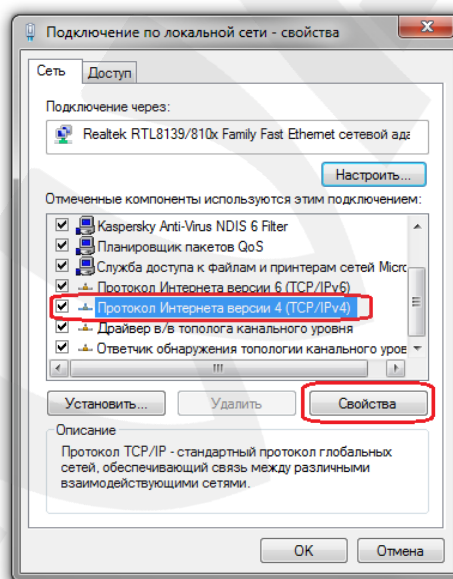 Подключение по локальной сети - свойства
Сеть Доступ
Подключение через:
Realtek RTL8139/810x Family Fast Ethernet сетевой ада
Настроить...
Отмеченные компоненты используются этим подключением:
Kaspersky Anti-Virus NDIS 6 Filter
Планировщик пакетов QoS
Служба доступа к файлам и принтерам сетей Micro
Протокол Интернета версии 6 (TCP/IPv6)
Протокол Интернета версии 4 (TCP/IPv4)
Драйвер в/в тополога канального уровня
Ответчик обнаружения топологии канального уров
Установить... Удалить Свойства
Описание
Протокол TCP/IP - стандартный протокол глобальных
сетей, обеспечивающий связь между различными
взаимодействующими сетями.
OK Отмена